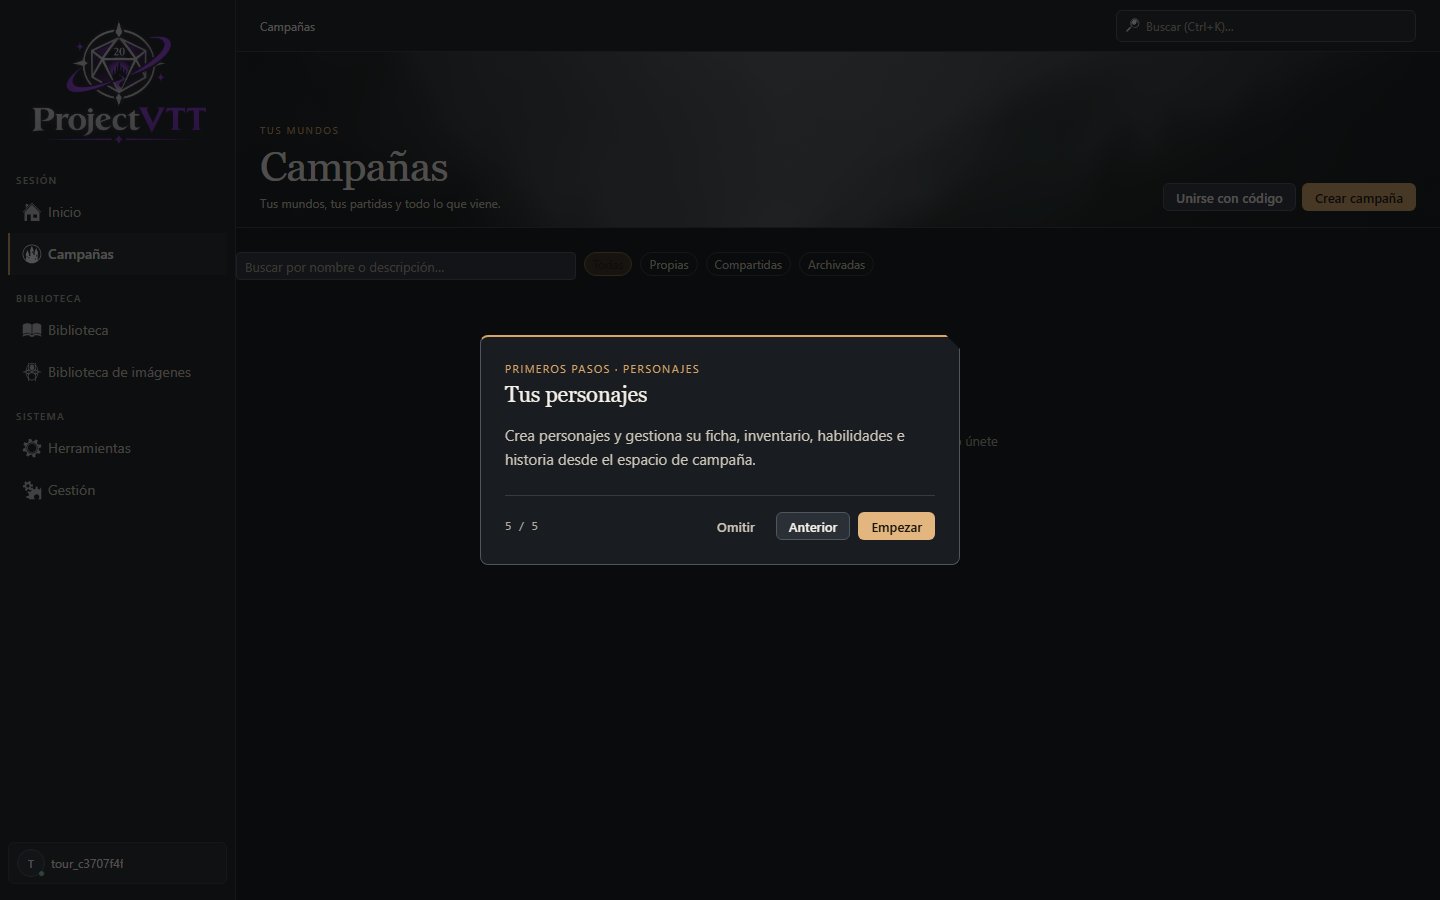 20
ProjectVTT
SESIÓN
Inicio
Campañas
BIBLIOTECA
Biblioteca
Biblioteca de imágenes
SISTEMA
Herramientas
Gestión
T tour_c3707f4f
Campañas
Buscar (Ctrl+K)...
TUS MUNDOS
Campañas
Tus mundos, tus partidas y todo lo que viene.
Unirse con código
Crear campaña
Buscar por nombre o descripción...
Propias
Compartidas
Archivadas
únete
PRIMEROS PASOS · PERSONAJES
Tus personajes
Crea personajes y gestiona su ficha, inventario, habilidades e
historia desde el espacio de campaña.
5 / 5
Omitir
Anterior
Empezar